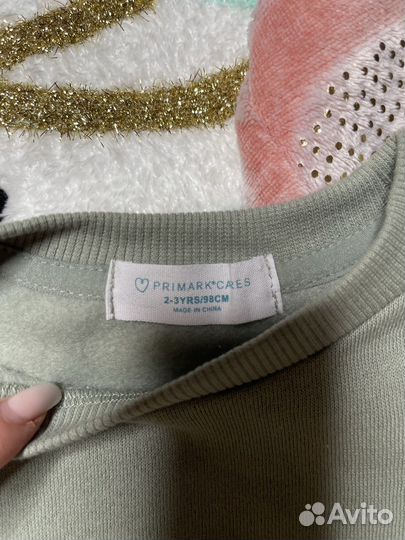 PRIMARK®CARES
2-3YRS/98CM
MADE IN CHINA
Avito